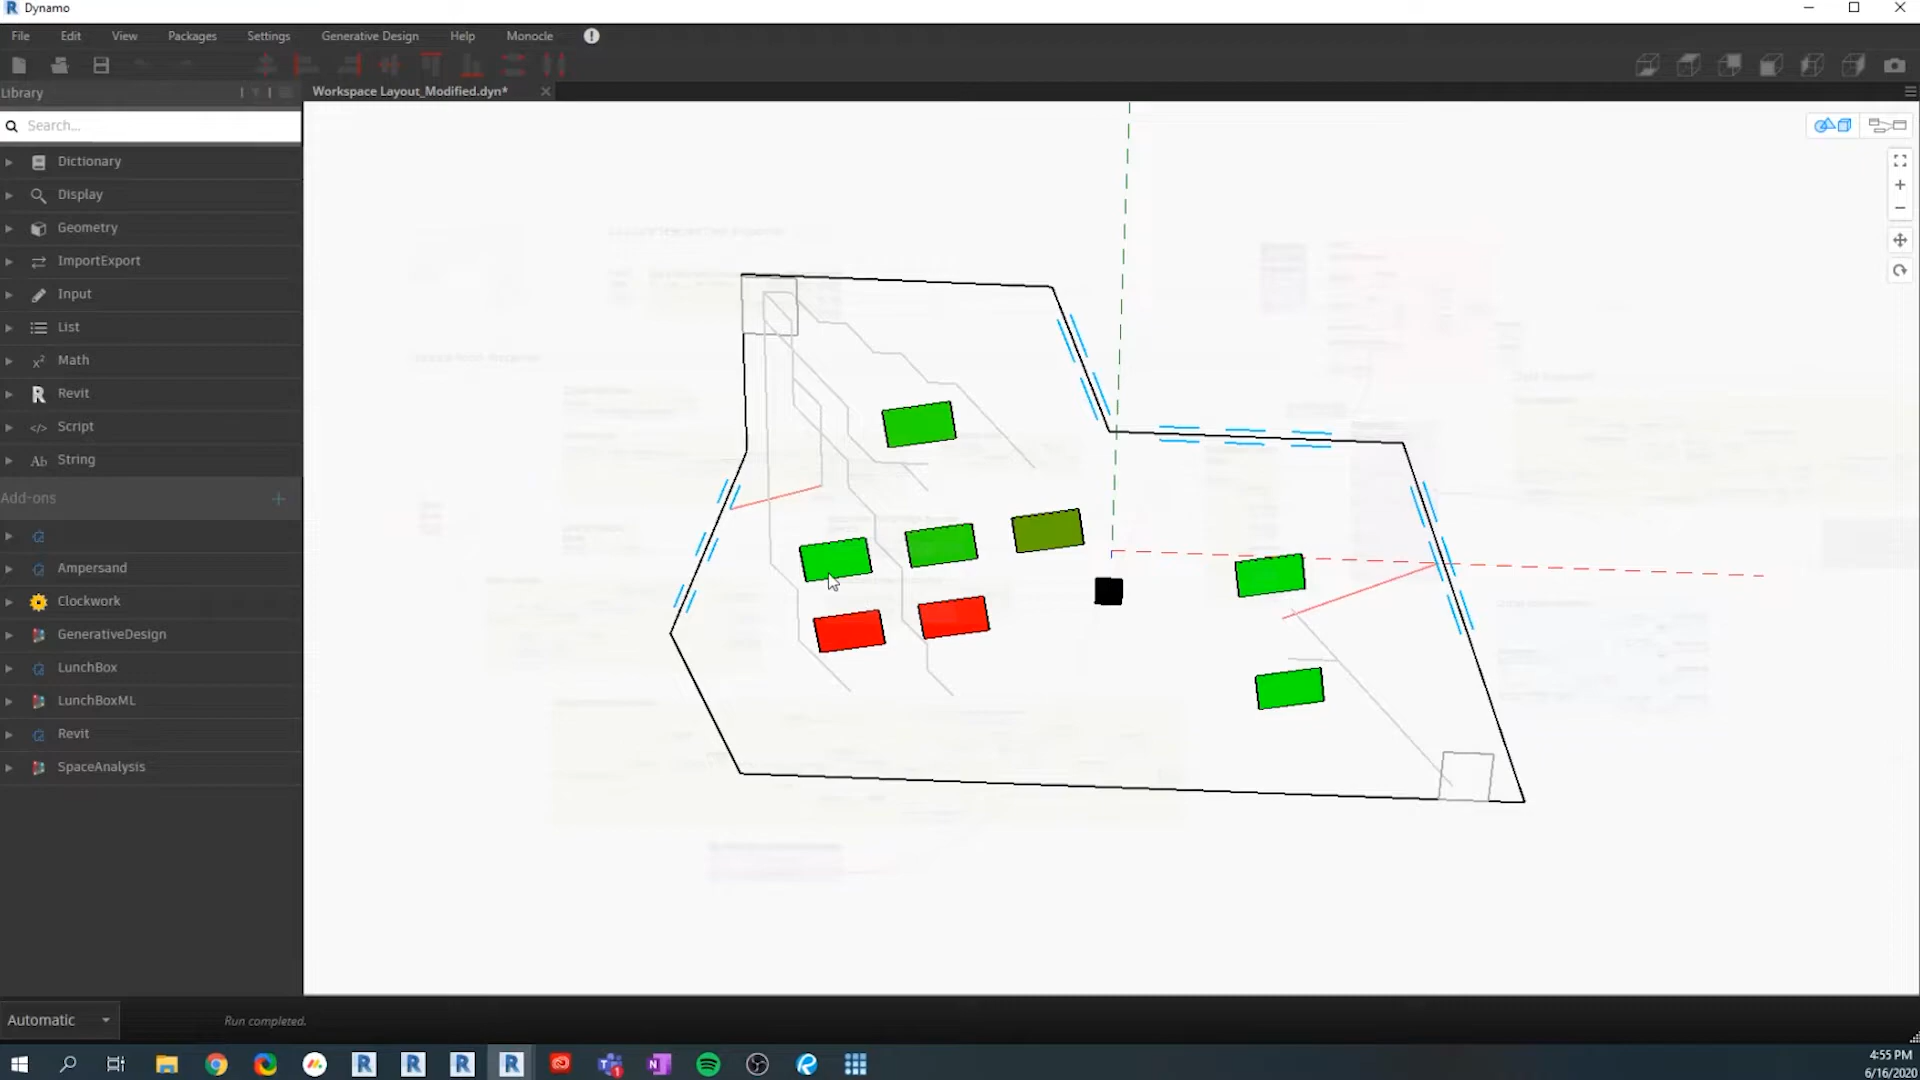 Dynamo
File Edit View Packages Settings Generative Design Help Monocle
Library
Workspace Layout_Modified.dyn*
Search...
Dictionary
Display
Geometry
ImportExport
Input
List
Math
Revit
Script
String
Add-ons
Ampersand
Clockwork
GenerativeDesign
LunchBox
LunchBoxML
Revit
SpaceAnalysis
Automatic
Run completed.
4:55 PM
6/16/2020